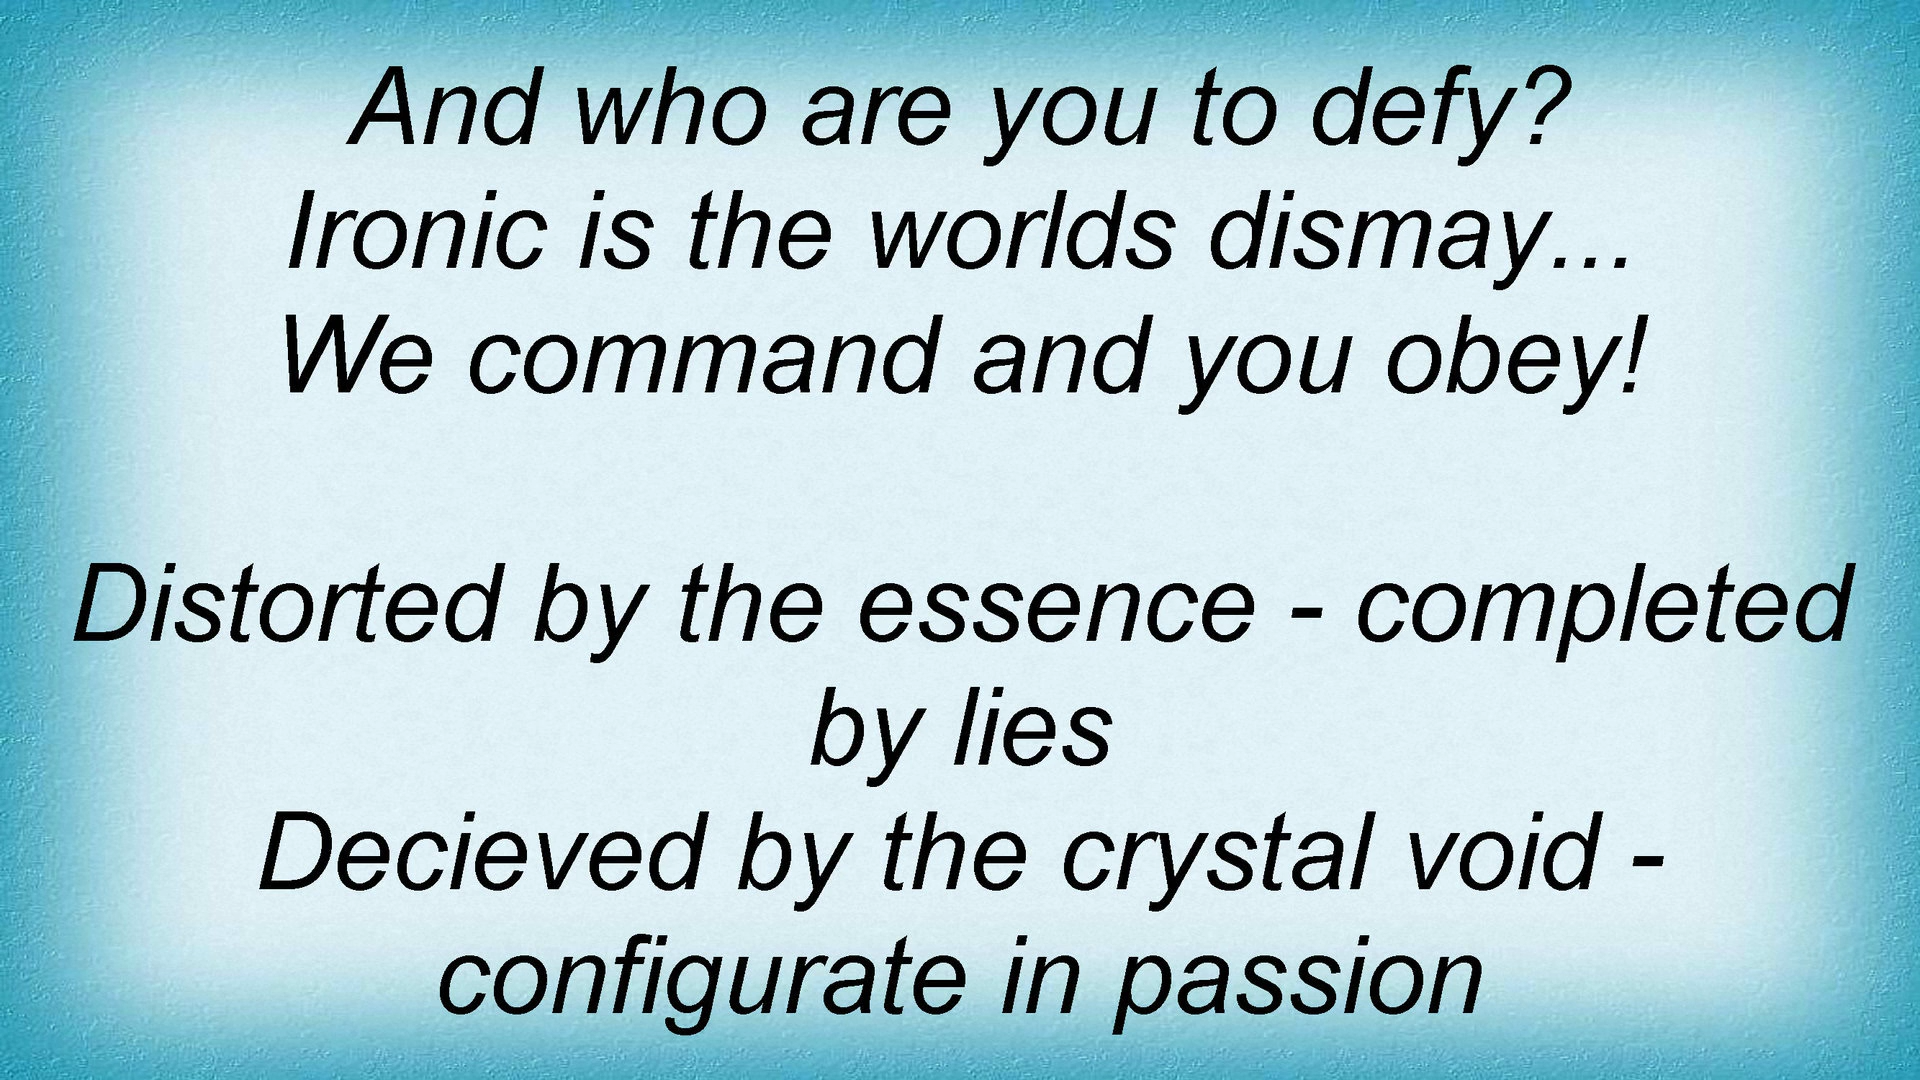 And who are you to defy?
Ironic is the worlds dismay...
We command and you obey!
Distorted by the essence - completed
by lies
Decieved by the crystal void -
configurate in passion